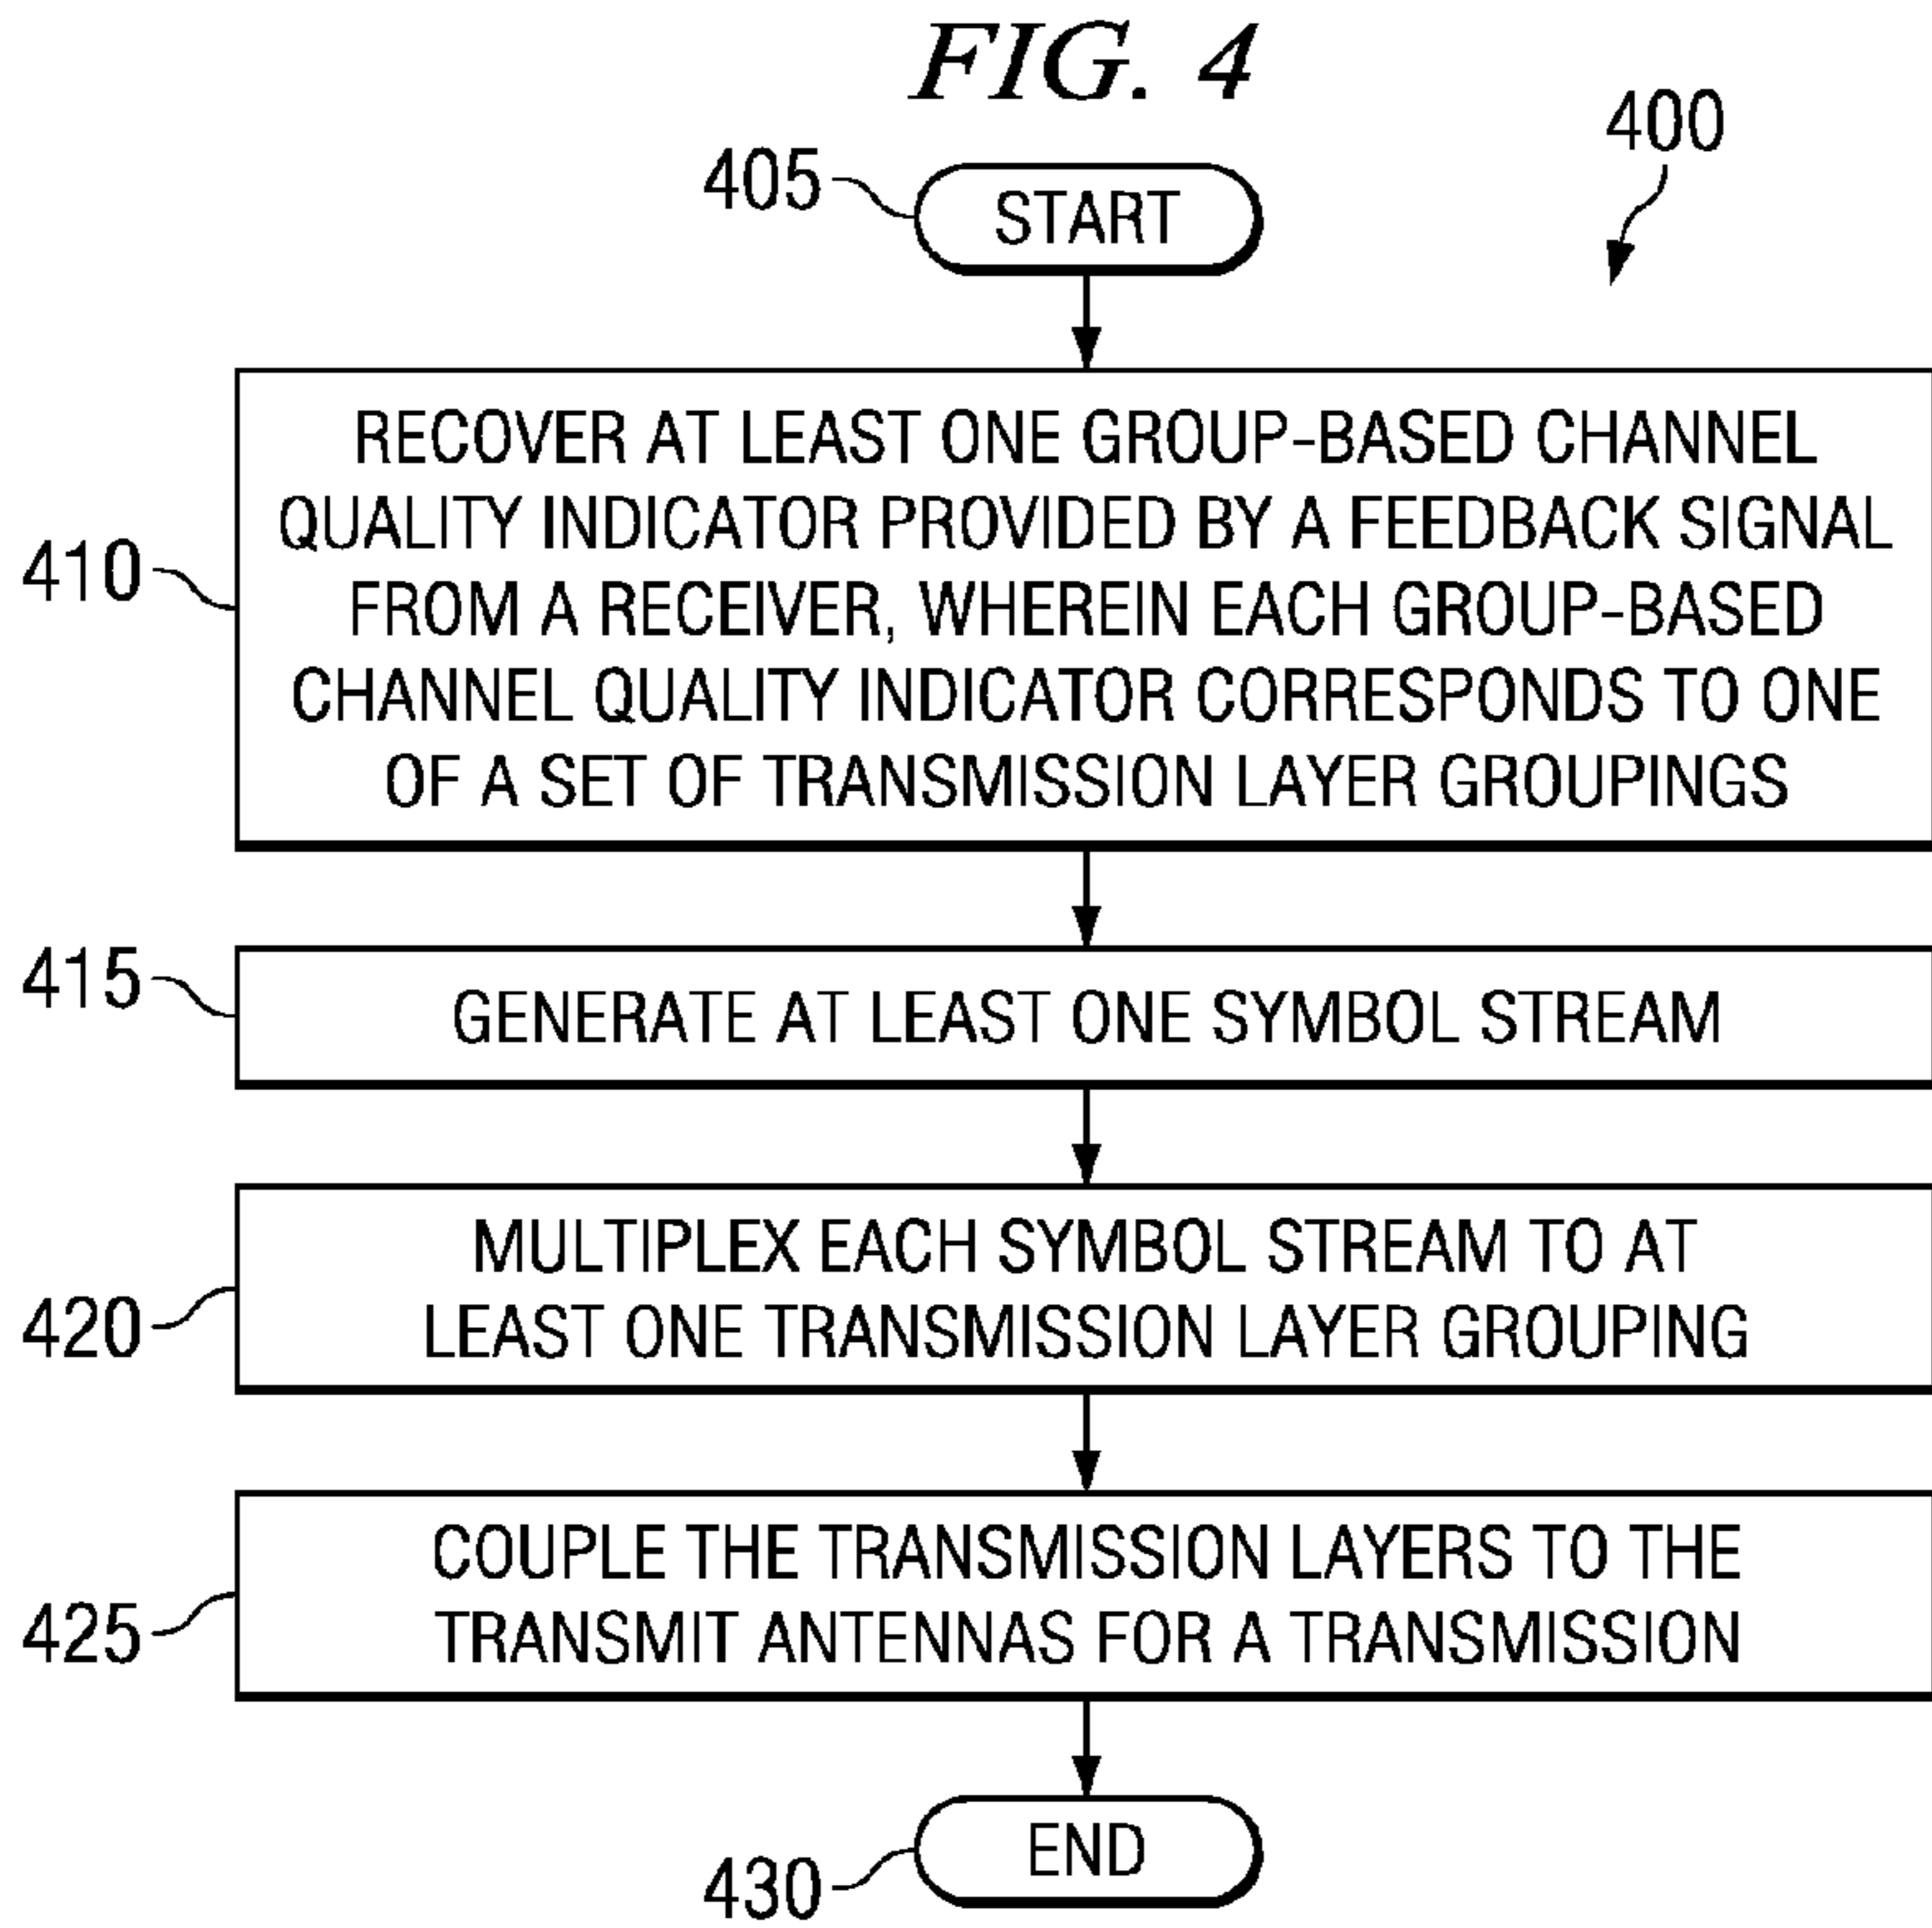 FIG. 4
400
405
START
410
RECOVER AT LEAST ONE GROUP-BASED CHANNEL
QUALITY INDICATOR PROVIDED BY A FEEDBACK SIGNAL
FROM A RECEIVER, WHEREIN EACH GROUP-BASED
CHANNEL QUALITY INDICATOR CORRESPONDS TO ONE
OF A SET OF TRANSMISSION LAYER GROUPINGS
415
GENERATE AT LEAST ONE SYMBOL STREAM
420
MULTIPLEX EACH SYMBOL STREAM TO AT
LEAST ONE TRANSMISSION LAYER GROUPING
425
COUPLE THE TRANSMISSION LAYERS TO THE
TRANSMIT ANTENNAS FOR A TRANSMISSION
430
END